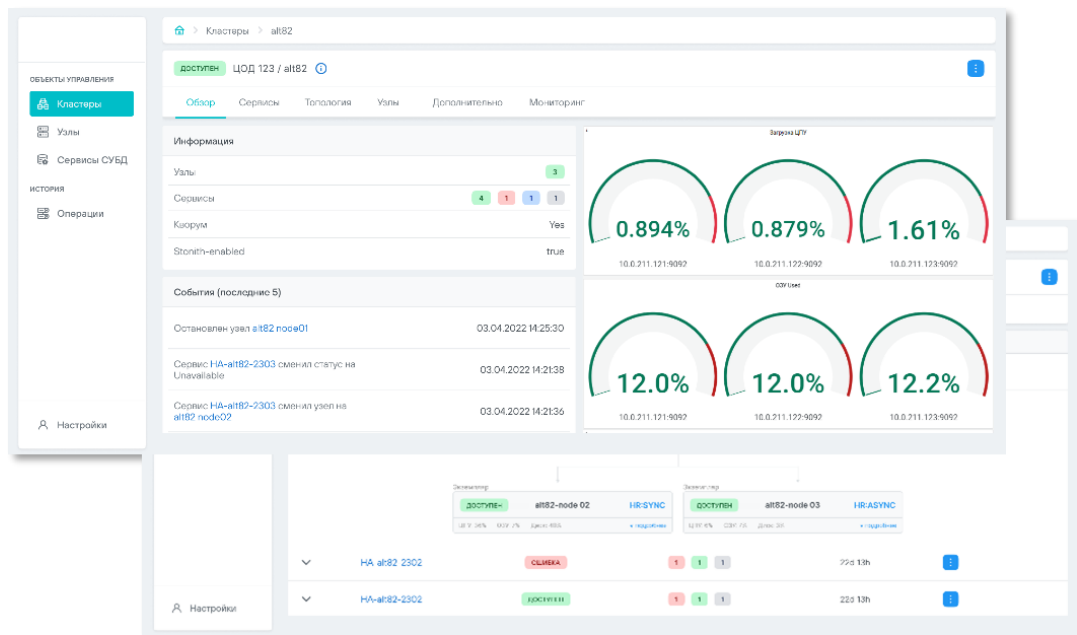 Кластеры > alt82
ДОСТУПЕН ЦОД 123 / alt82
Обзор Сервисы Топология Узлы Дополнительно Мониторинг
ОБЪЕКТЫ УПРАВЛЕНИЯ
Кластеры
Узлы
Сервисы СУБД
ИСТОРИЯ
Операции
Настройки
Информация
Узлы 3
Сервисы 4 1 1 1
Кворум Yes
Stonith-enabled true
События (последние 5)
Остановлен узел alt82 node01 03.04.2022 14:25:30
Сервис HA-alt82-2303 сменил статус на
Unavailable
03.04.2022 14:21:38
Сервис HA-alt82-2303 сменил узел на
alt82 node02
03.04.2022 14:21:36
Загрузка ЦПУ
0.894% 0.879% 1.61%
10.0.211.121:9092 10.0.211.122:9092 10.0.211.123:9092
ОЗУ Used
12.0% 12.0% 12.2%
10.0.211.121:9092 10.0.211.122:9092 10.0.211.123:9092
ДОСТУПЕН alt82-node 02 HR:SYNC
подробнее
ДОСТУПЕН alt82-node 03 HR:ASYNC
подробнее
HA-alt82-2302 ОШИБКА 1 1 1 22d 13h
HA-alt82-2302 ДОСТУПЕН 1 1 1 22d 13h
Настройки